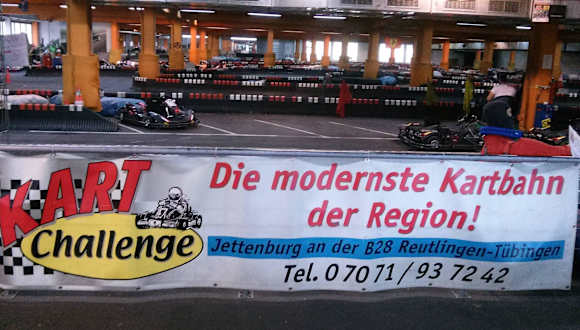 KART
Challenge
Die modernste Kartbahn
der Region!
Jettenburg an der B28 Reutlingen-Tübingen
Tel. 0 70 71 / 93 72 42